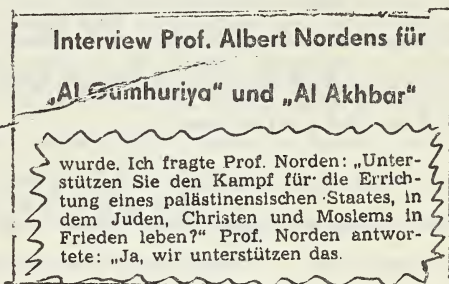 Interview Prof. Albert Nordens für
„Al Gumhuriya“ und „Al Akhbar“
wurde. Ich fragte Prof. Norden: „Unter-
stützen Sie den Kampf für die Errich-
tung eines palästinensischen Staates, in
dem Juden, Christen und Moslems in
Frieden leben?“ Prof. Norden antwor-
tete: „Ja, wir unterstützen das.